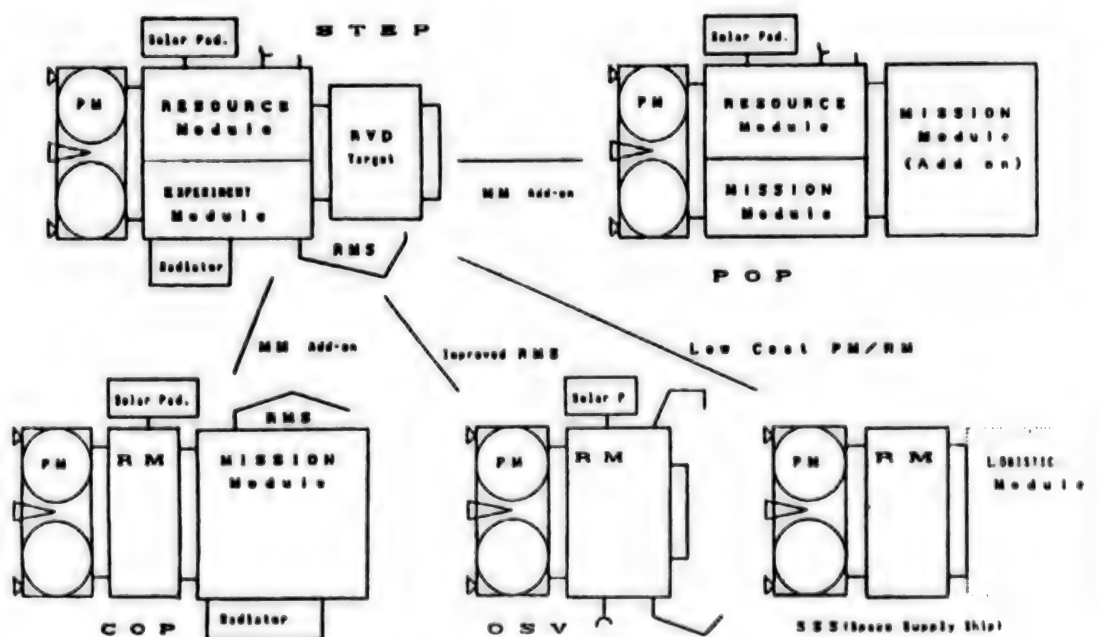 STEP
Solar Pad.
PM
RESOURCE
Module
EXPERIMENT
Module
RVD
Target
Radiator
RMS
MM Add-on
Solar Pad.
PM
RESOURCE
Module
MISSION
Module
MISSION
Module
(Add on)
POP
MM Add-on
Improved RMS
Low Cost PM/RM
Solar Pad.
PM
RM
RMS
MISSION
Module
Radiator
COP
Solar P
PM
RM
OSV
PM
RM
LOGISTIC
Module
SSS(Space Supply Ship)